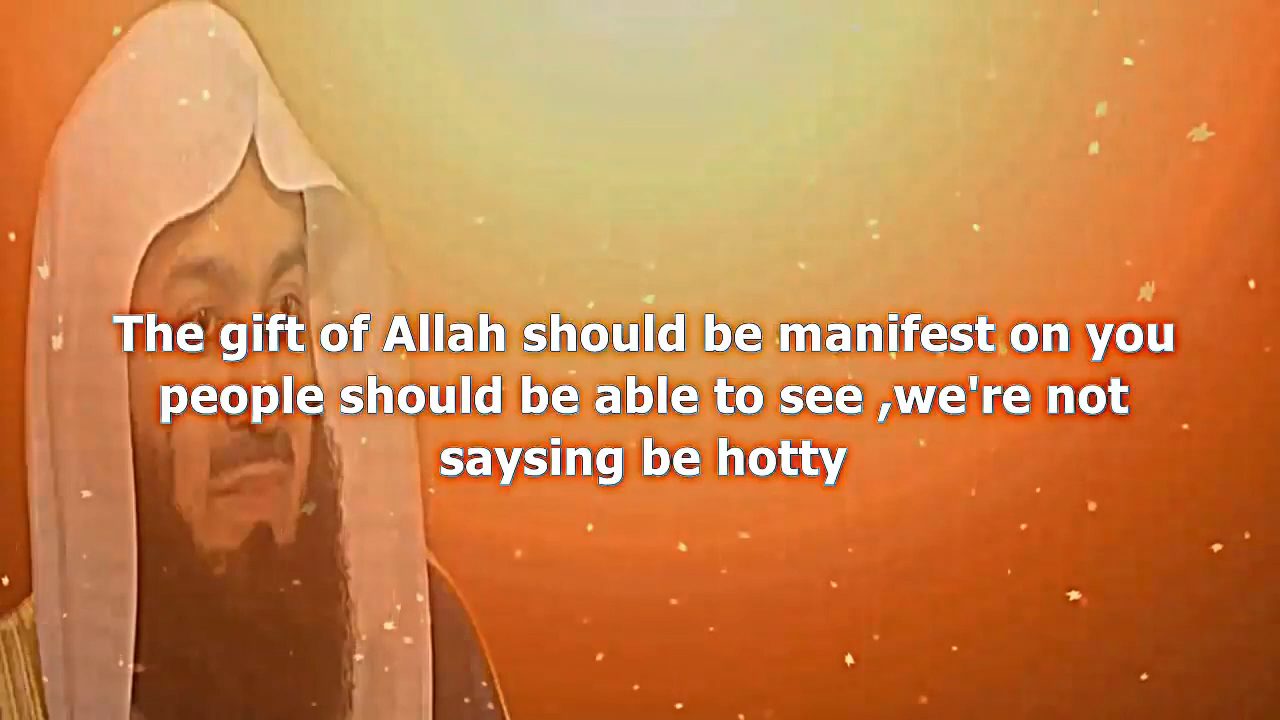 The gift of Allah should be manifest on you
people should be able to see ,we're not
saysing be hotty